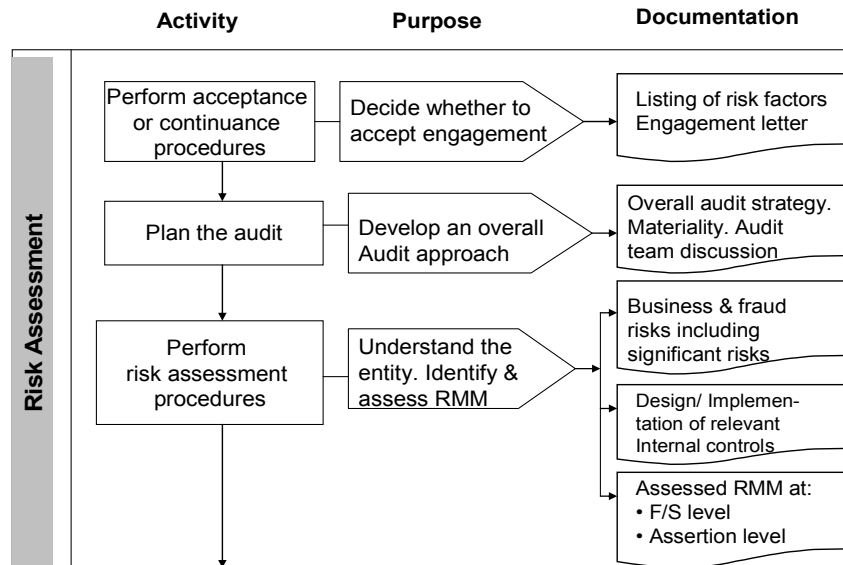 Activity
Purpose
Documentation
Risk Assessment
Perform acceptance
or continuance
procedures
Decide whether to
accept engagement
Listing of risk factors
Engagement letter
Plan the audit
Develop an overall
Audit approach
Overall audit strategy.
Materiality. Audit
team discussion
Perform
risk assessment
procedures
Understand the
entity. Identify &
assess RMM
Business & fraud
risks including
significant risks
Design/ Implemen-
tation of relevant
Internal controls
Assessed RMM at:
• F/S level
• Assertion level